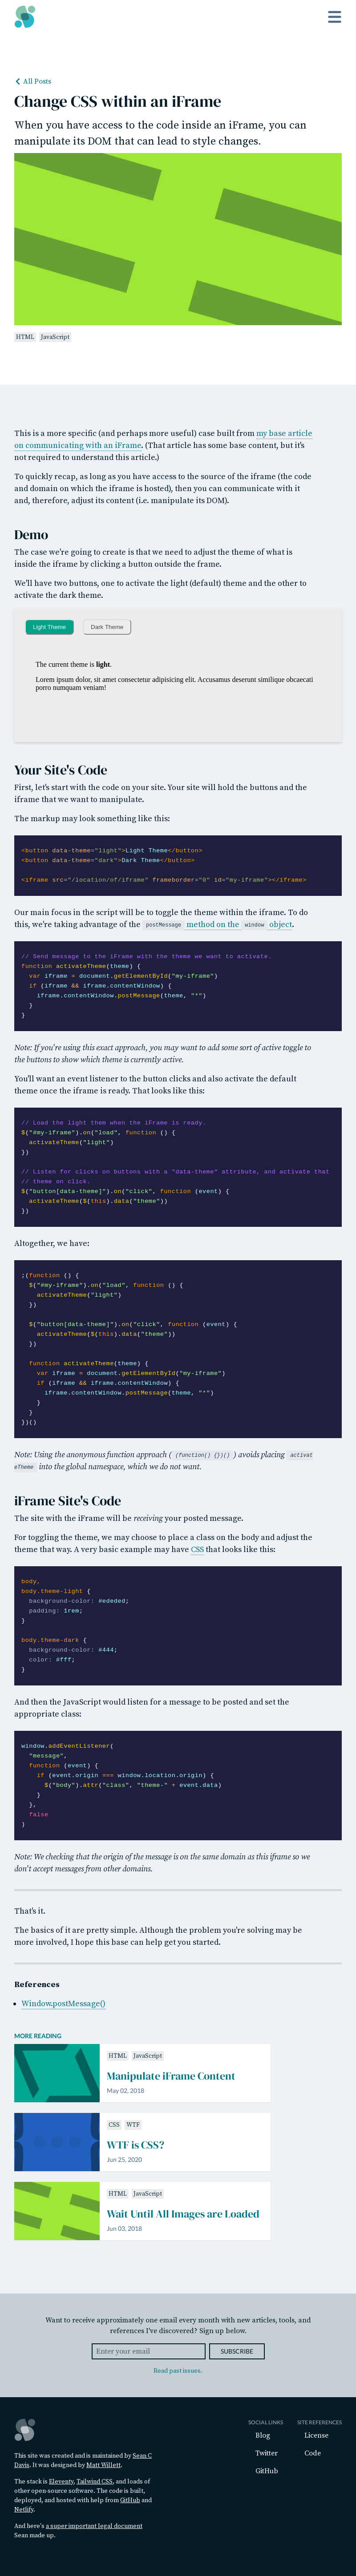 All Posts
Change CSS within an iFrame
When you have access to the code inside an iFrame, you can
manipulate its DOM that can lead to style changes.
HTML JavaScript
This is a more specific (and perhaps more useful) case built from my base article
on communicating with an iFrame. (That article has some base content, but it's
not required to understand this article.)
To quickly recap, as long as you have access to the source of the iframe (the code
and domain on which the iframe is hosted), then you can communicate with it
and, therefore, adjust its content (i.e. manipulate its DOM).
Demo
The case we're going to create is that we need to adjust the theme of what is
inside the iframe by clicking a button outside the frame.
We'll have two buttons, one to activate the light (default) theme and the other to
activate the dark theme.
Light Theme Dark Theme
The current theme is light.
Lorem ipsum dolor, sit amet consectetur adipisicing elit. Accusamus deserunt similique obcaecati
porro numquam veniam!
Your Site's Code
First, let's start with the code on your site. Your site will hold the buttons and the
iframe that we want to manipulate.
The markup may look something like this:
<button data-theme="light">Light Theme</button>
<button data-theme="dark">Dark Theme</button>
<iframe src="/location/of/iframe" frameborder="0" id="my-iframe"></iframe>
Our main focus in the script will be to toggle the theme within the iframe. To do
this, we're taking advantage of the postMessage method on the window object.
// Send message to the iFrame with the theme we want to activate.
function activateTheme(theme) {
var iframe = document.getElementById("my-iframe")
if (iframe && iframe.contentWindow) {
iframe.contentWindow.postMessage(theme, "*")
}
}
Note: If you're using this exact approach, you may want to add some sort of active toggle to
the buttons to show which theme is currently active.
You'll want an event listener to the button clicks and also activate the default
theme once the iframe is ready. That looks like this:
// Load the light them when the iFrame is ready.
$("#my-iframe").on("load", function () {
activateTheme("light")
})
// Listen for clicks on buttons with a "data-theme" attribute, and activate that
// theme on click.
$("button[data-theme]").on("click", function (event) {
activateTheme($(this).data("theme"))
})
Altogether, we have:
;(function () {
$("#my-iframe").on("load", function () {
activateTheme("light")
})
$("button[data-theme]").on("click", function (event) {
activateTheme($(this).data("theme"))
})
function activateTheme(theme) {
var iframe = document.getElementById("my-iframe")
if (iframe && iframe.contentWindow) {
iframe.contentWindow.postMessage(theme, "*")
}
}
})()
Note: Using the anonymous function approach ( (function() {})() ) avoids placing activat
eTheme into the global namespace, which we do not want.
iFrame Site's Code
The site with the iFrame will be receiving your posted message.
For toggling the theme, we may choose to place a class on the body and adjust the
theme that way. A very basic example may have CSS that looks like this:
body,
body.theme-light {
background-color: #ededed;
padding: 1rem;
}
body.theme-dark {
background-color: #444;
color: #fff;
}
And then the JavaScript would listen for a message to be posted and set the
appropriate class:
window.addEventListener(
"message",
function (event) {
if (event.origin === window.location.origin) {
$("body").attr("class", "theme-" + event.data)
}
},
false
)
Note: We checking that the origin of the message is on the same domain as this iframe so we
don't accept messages from other domains.
That's it.
The basics of it are pretty simple. Although the problem you're solving may be
more involved, I hope this base can help get you started.
References
Window.postMessage()
MORE READING
HTML JavaScript
Manipulate iFrame Content
May 02, 2018
CSS WTF
WTF is CSS?
Jun 25, 2020
HTML JavaScript
Wait Until All Images are Loaded
Jun 03, 2018
Want to receive approximately one email every month with new articles, tools, and
references I've discovered? Sign up below.
Enter your email SUBSCRIBE
Read past issues.
This site was created and is maintained by Sean C
Davis. It was designed by Matt Willett.
The stack is Eleventy, Tailwind CSS, and loads of
other open-source software. The code is built,
deployed, and hosted with help from GitHub and
Netlify.
And here's a super important legal document
Sean made up.
SOCIAL LINKS
Blog
Twitter
GitHub
SITE REFERENCES
License
Code